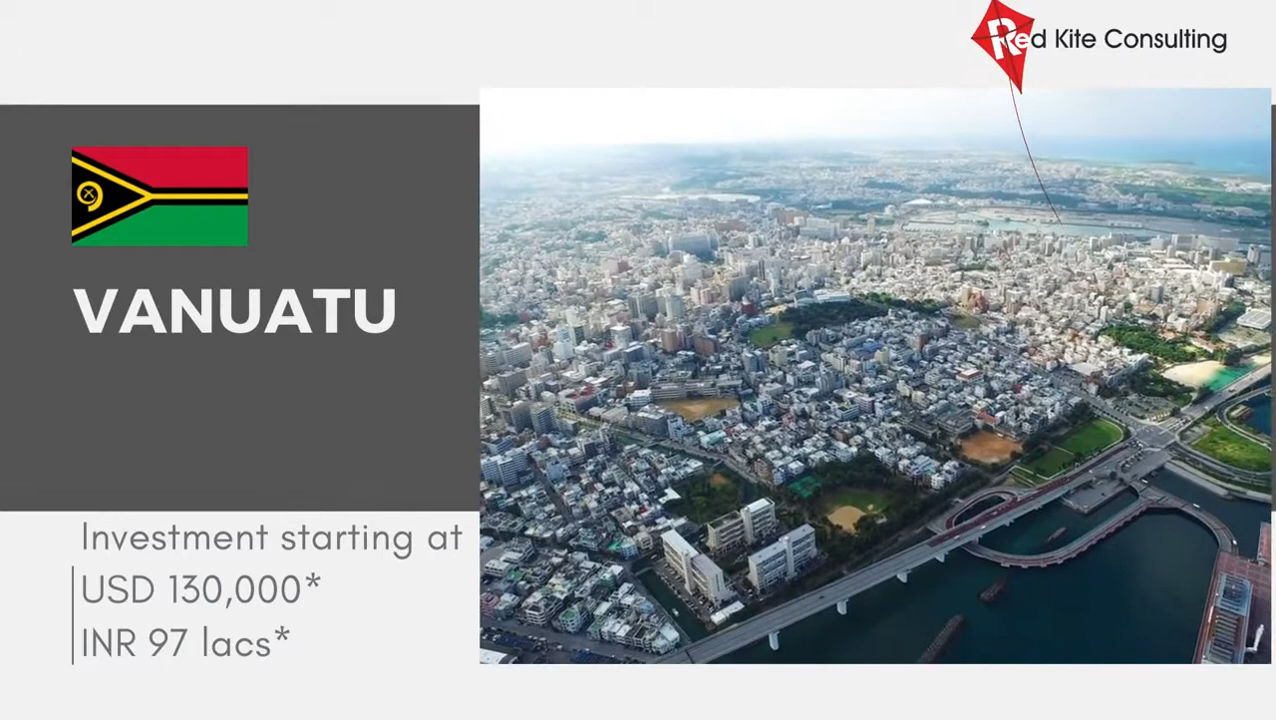 Red Kite Consulting
VANUATU
Investment starting at
USD 130,000*
INR 97 lacs*